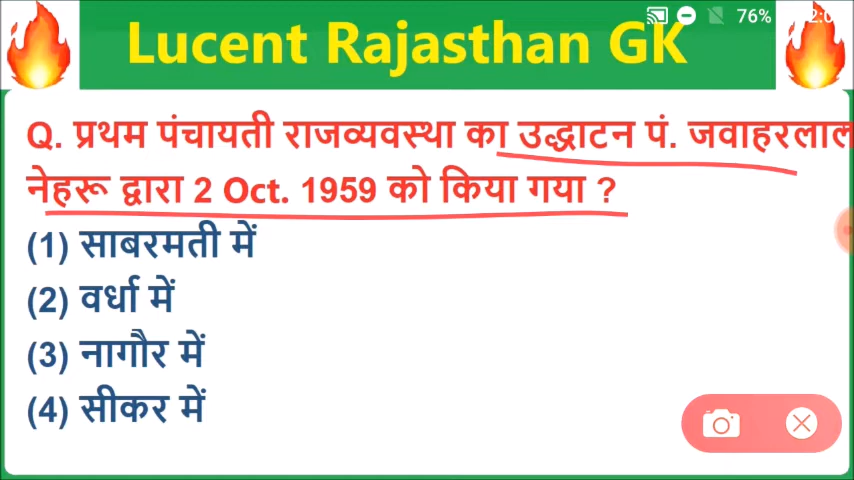 76%
Lucent Rajasthan GK
Q. प्रथम पंचायती राजव्यवस्था का उद्धाटन पं. जवाहरलाल
नेहरू द्वारा 2 Oct. 1959 को किया गया ?
(1) साबरमती में
(2) वर्धा में
(3) नागौर में
(4) सीकर में